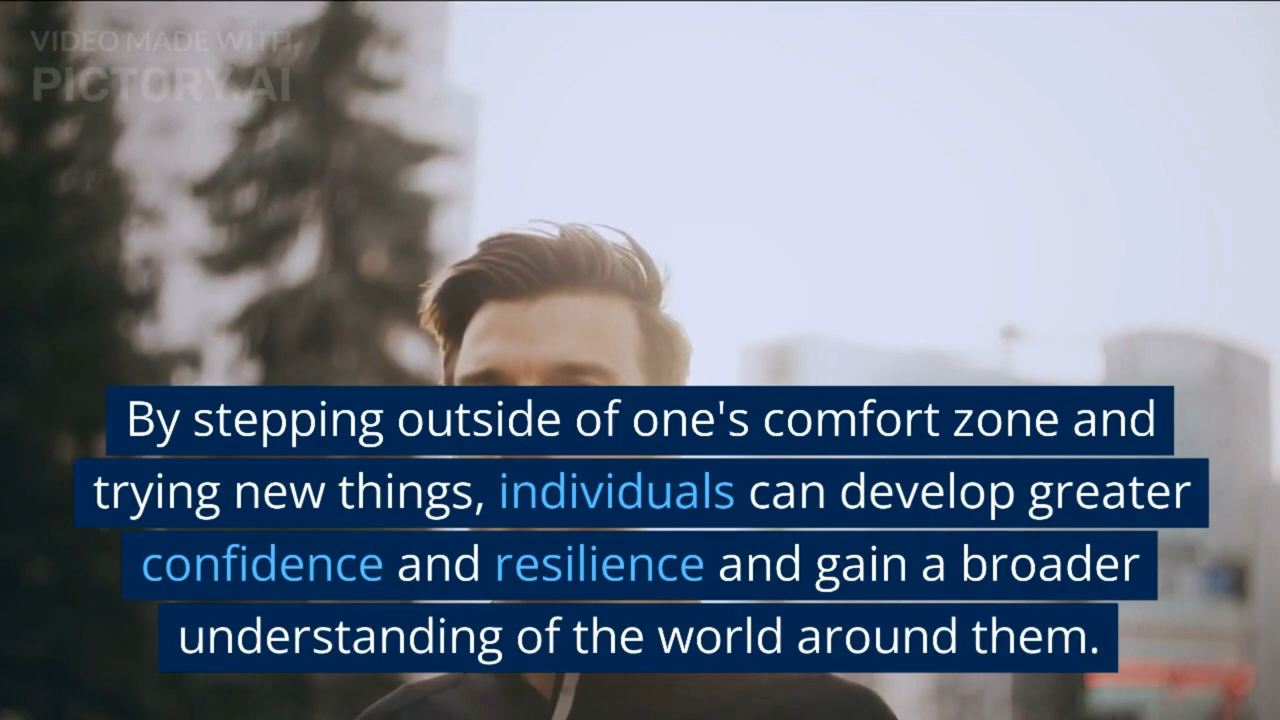 VIDEO MADE WITH
PICTORY.AI
By stepping outside of one's comfort zone and
trying new things, individuals can develop greater
confidence and resilience and gain a broader
understanding of the world around them.